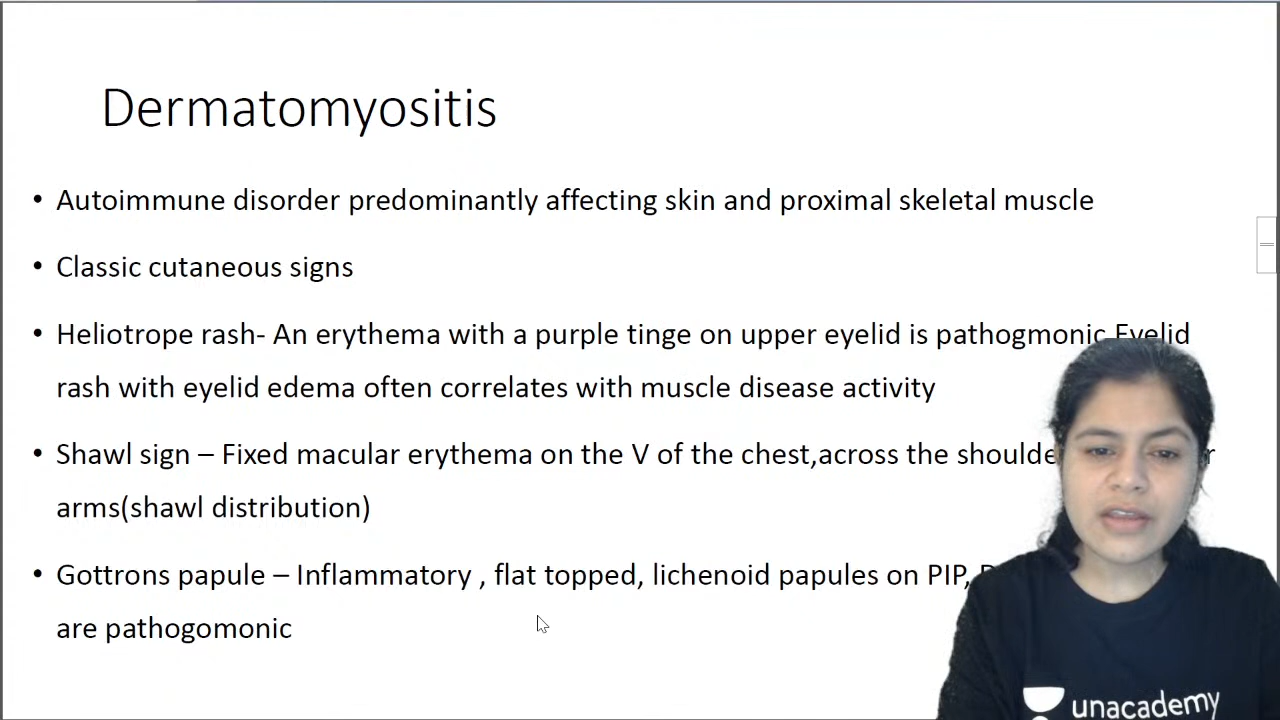 Dermatomyositis
• Autoimmune disorder predominantly affecting skin and proximal skeletal muscle
• Classic cutaneous signs
• Heliotrope rash- An erythema with a purple tinge on upper eyelid is pathogmonic Eyelid
rash with eyelid edema often correlates with muscle disease activity
• Shawl sign – Fixed macular erythema on the V of the chest,across the
arms(shawl distribution)
• Gottrons papule – Inflammatory , flat topped, lichenoid papules on PIP,
are pathogomonic
unacademy